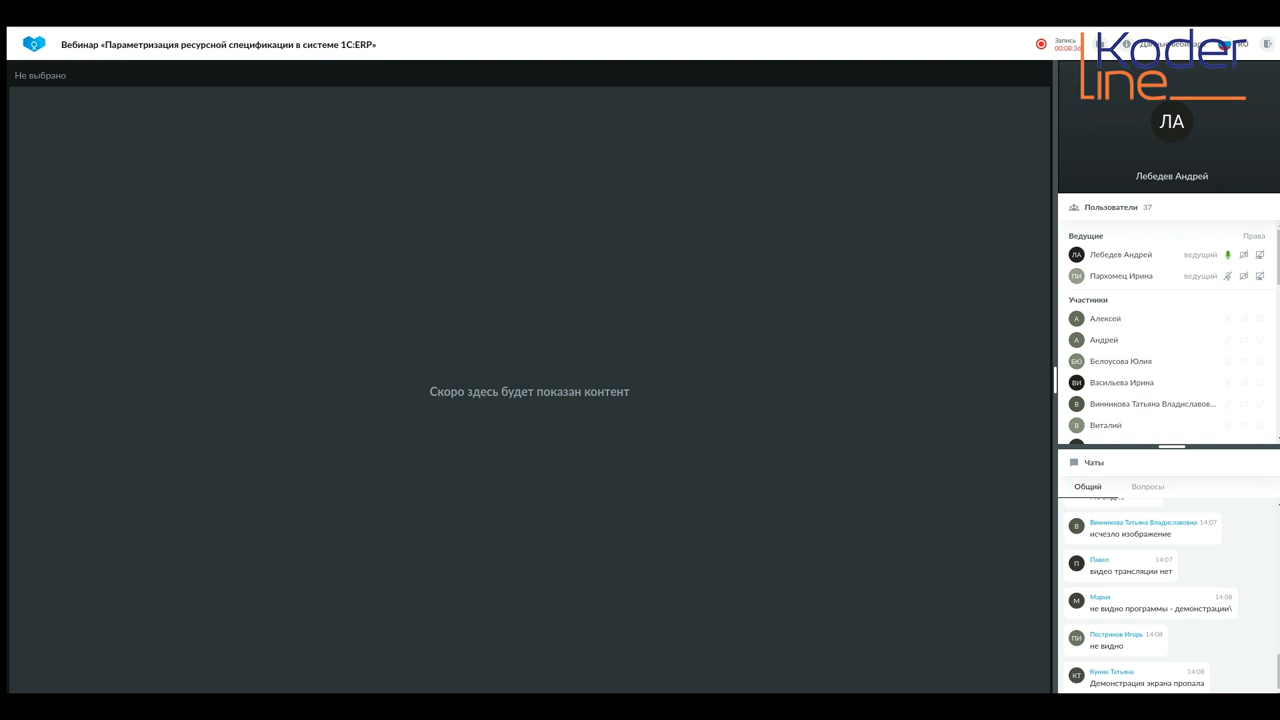 Вебинар «Параметризация ресурсной спецификации в системе 1С:ERP»
Запись
00:08:36
RU
Koder
line
Не выбрано
ЛА
Лебедев Андрей
Скоро здесь будет показан контент
Пользователи 37
Ведущие Права
ЛА Лебедев Андрей ведущий
ПИ Пархомец Ирина ведущий
Участники
А Алексей
А Андрей
БЮ Белоусова Юлия
ВИ Васильева Ирина
В Винникова Татьяна Владиславов...
В Виталий
Чаты
Общий Вопросы
В Винникова Татьяна Владиславовна 14:07
исчезло изображение
П Павел 14:07
видео трансляции нет
М Мария 14:08
не видно программы - демонстрации\
ПИ Пестриков Игорь 14:08
не видно
КТ Куник Татьяна 14:08
Демонстрация экрана пропала